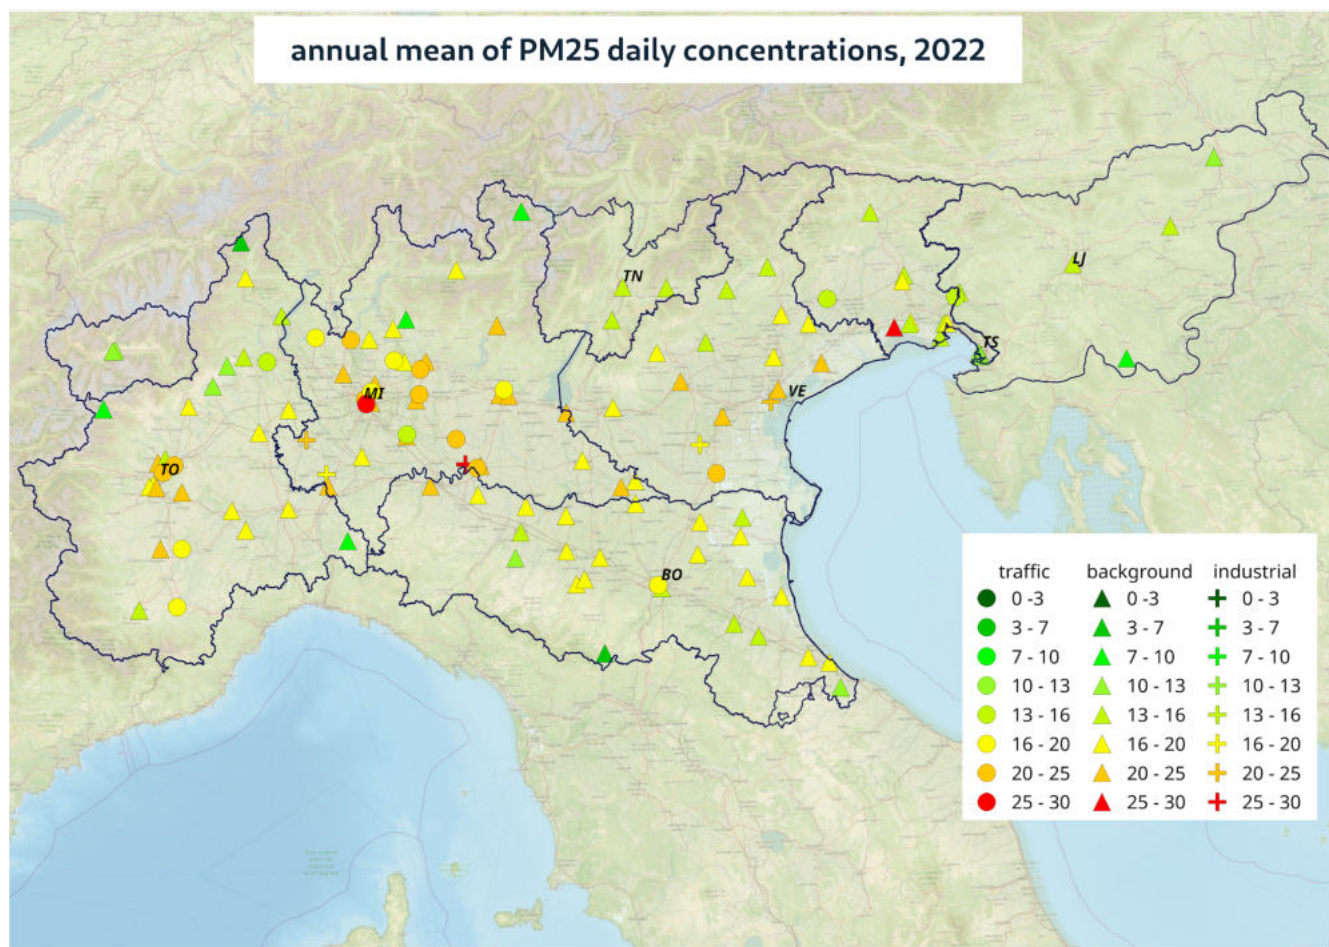 annual mean of PM25 daily concentrations, 2022
LJ
TN
TS
MI
VE
TO
BO
traffic background industrial
0 -3 0 -3 0 - 3
3 - 7 3 - 7 3 - 7
7 - 10 7 - 10 7 - 10
10 - 13 10 - 13 10 - 13
13 - 16 13 - 16 13 - 16
16 - 20 16 - 20 16 - 20
20 - 25 20 - 25 20 - 25
25 - 30 25 - 30 25 - 30